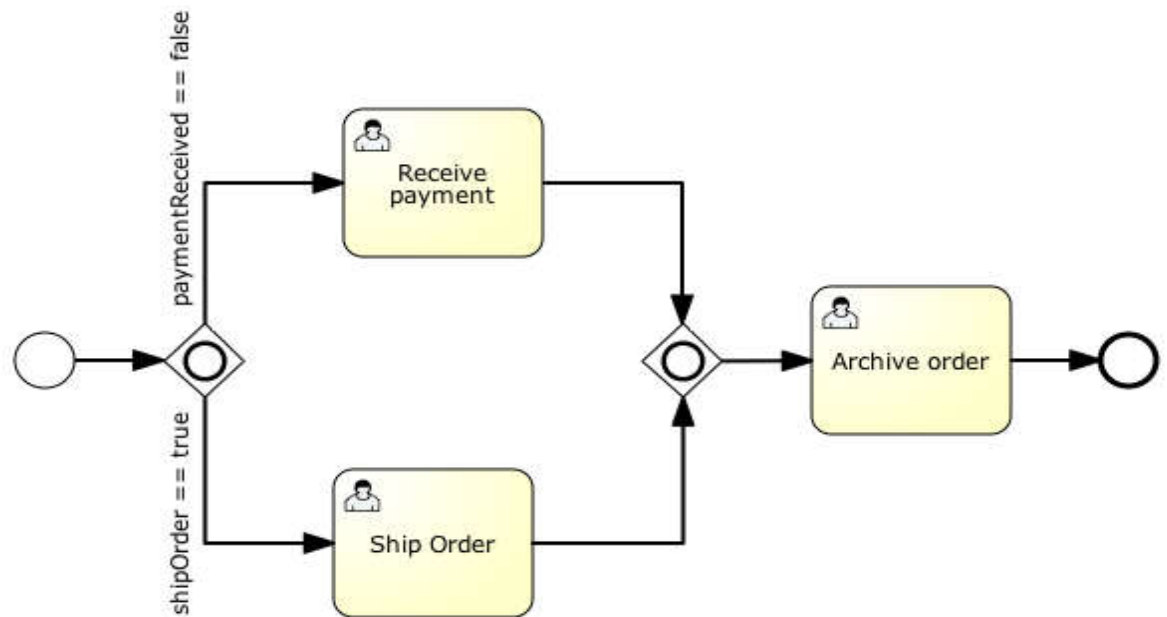 paymentReceived == false
Receive
payment
Archive order
shipOrder == true
Ship Order